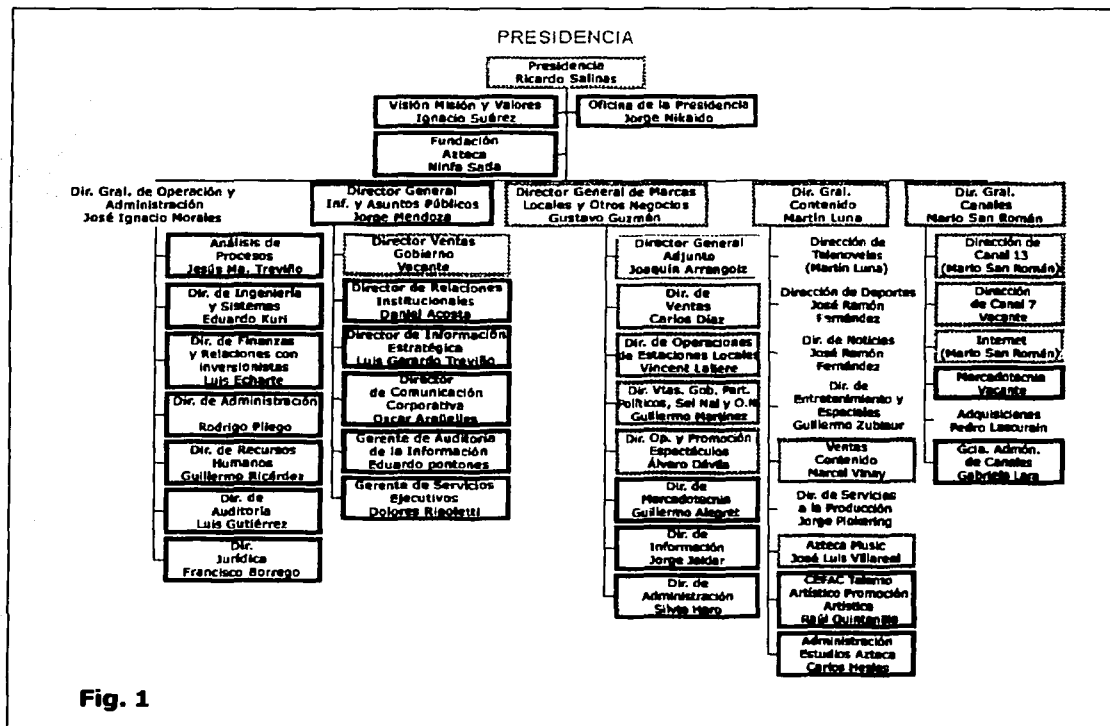 PRESIDENCIA
Presidencia
Ricardo Salinas
Visión Misión y Valores
Ignacio Suárez
Oficina de la Presidencia
Jorge Nikaido
Fundación
Azteca
Ninfa Sada
Dir. Gral. de Operación y
Administración
José Ignacio Morales
Análisis de
Procesos
Jesús Ma. Treviño
Dir. de Ingeniería
y Sistemas
Eduardo Kuri
Dir. de Finanzas
y Relaciones con
inversionistas
Luis Echarte
Dir. de Administración
Rodrigo Pliego
Dir. de Recursos
Humanos
Guillermo Ricárdez
Dir. de
Auditoría
Luis Gutiérrez
Dir.
Jurídica
Francisco Borrego
Director General
Inf. y Asuntos Públicos
Jorge Mendoza
Director Ventas
Gobierno
Vacante
Director de Relaciones
Institucionales
Daniel Acosta
Director de Información
Estratégica
Luis Gerardo Treviño
Director
de Comunicación
Corporativa
Oscar
Gerente de Auditoría
de la Información
Eduardo pontones
Gerente de Servicios
Ejecutivos
Dolores
Director General de Marcas
Locales y Otros Negocios
Gustavo Guzmán
Director General
Adjunto
Joaquín Arrangoiz
Dir. de
Ventas
Carlos Díaz
Dir. de Operaciones
de Estaciones Locales
Vincent
Dir. Vtas. Gob. Part.
Políticos, Sel Nal y O.N
Guillermo Martínez
Dir. Op. y Promoción
Espectáculos
Álvaro Dávila
Dir. de
Mercadotecnia
Guillermo Alegret
Dir. de
Información
Jorge
Dir. de
Administración
Silvia Haro
Dir. Gral.
Contenido
Martín Luna
Dirección de
Telenovelas
(Martín Luna)
Dirección de Deportes
José Ramón
Fernández
Dir. de Noticias
José Ramón
Fernández
Dir. de
Entretenimiento y
Especiales
Guillermo Zubiaur
Ventas
Contenido
Marcel Vinay
Dir. de Servicios
a la Producción
Jorge Pickering
Azteca Music
José Luis Villareal
CEFAC Talento
Artístico Promoción
Artística
Raúl Quintanilla
Administración
Estudios Azteca
Carlos
Dir. Gral.
Canales
Mario San Román
Dirección de
Canal 13
(Mario San Román)
Dirección
de Canal 7
Vacante
Internet
(Mario San Román)
Mercadotecnia
Vacante
Adquisiciones
Pedro Lascurain
Gcia. Admón.
de Canales
Gabriela Lara
Fig. 1